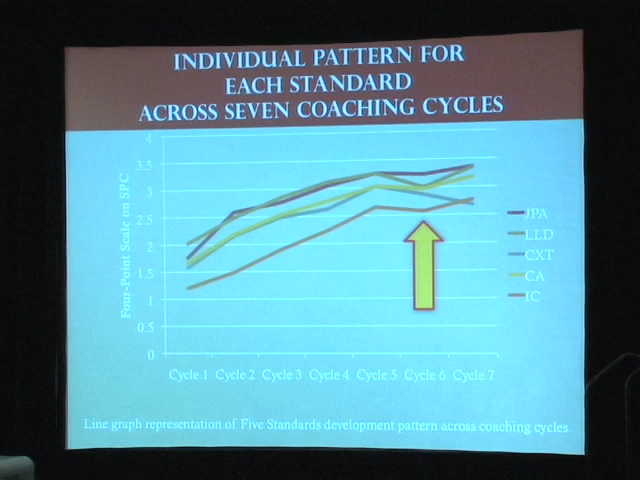 INDIVIDUAL PATTERN FOR
EACH STANDARD
ACROSS SEVEN COACHING CYCLES
Four-Point Scale on SPC
4
3.5
3
2.5
2
1.5
1
0.5
0
Cycle 1 Cycle 2 Cycle 3 Cycle 4 Cycle 5 Cycle 6 Cycle 7
JPA
LLD
CXT
CA
IC
Line graph representation of Five Standards development pattern across coaching cycles